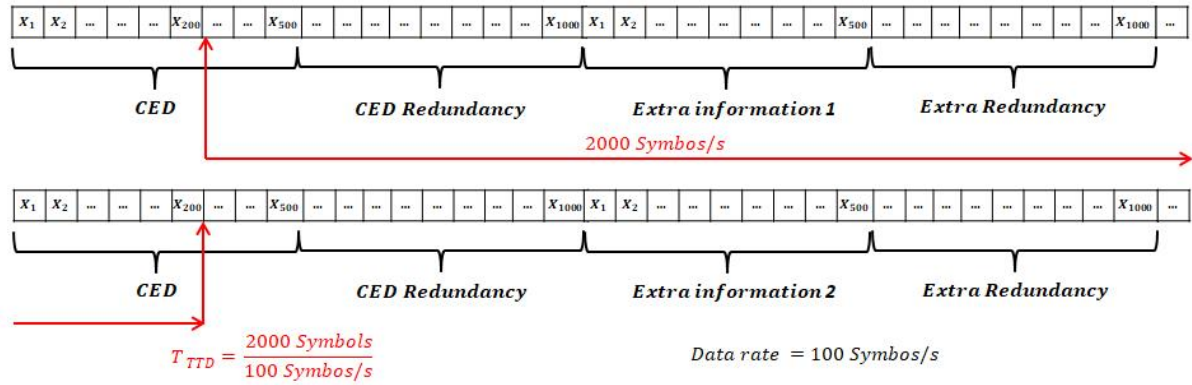 X₁ X₂ ... ... ... X₂₀₀ ... ... X₅₀₀ ... ... ... ... ... ... ... ... X₁₀₀₀ X₁ X₂ ... ... ... ... ... ... X₅₀₀ ... ... ... ... ... ... ... ... X₁₀₀₀ ...
CED CED Redundancy Extra information 1 Extra Redundancy
2000 Symbos/s
X₁ X₂ ... ... ... X₂₀₀ ... ... X₅₀₀ ... ... ... ... ... ... ... ... X₁₀₀₀ X₁ X₂ ... ... ... ... ... ... X₅₀₀ ... ... ... ... ... ... ... X₁₀₀₀ ...
CED CED Redundancy Extra information 2 Extra Redundancy
T_TTD = 2000 Symbols / 100 Symbos/s
Data rate = 100 Symbos/s